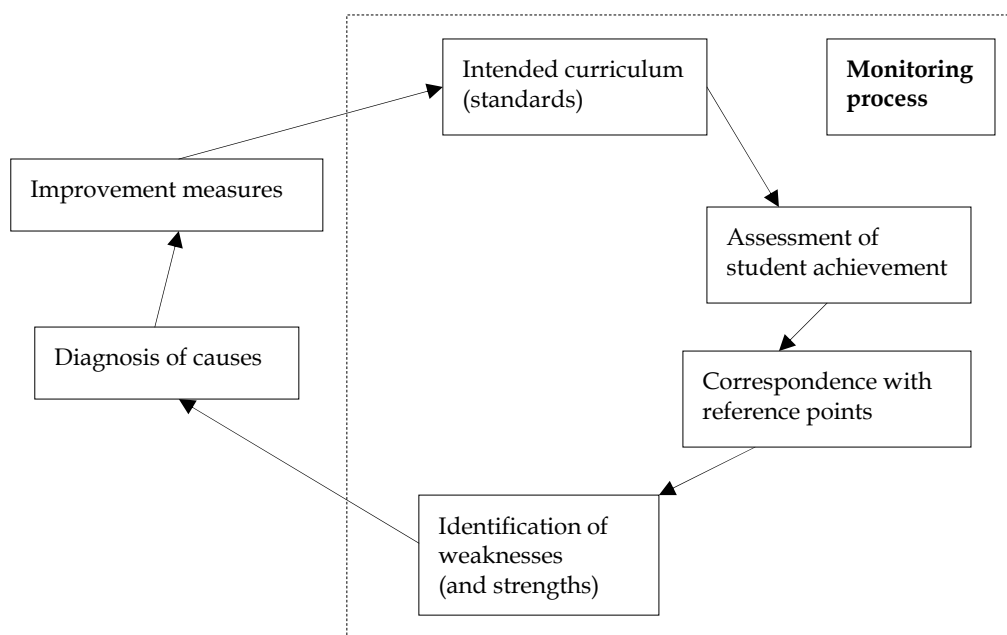 Intended curriculum
(standards)
Monitoring
process
Improvement measures
Assessment of
student achievement
Diagnosis of causes
Correspondence with
reference points
Identification of
weaknesses
(and strengths)